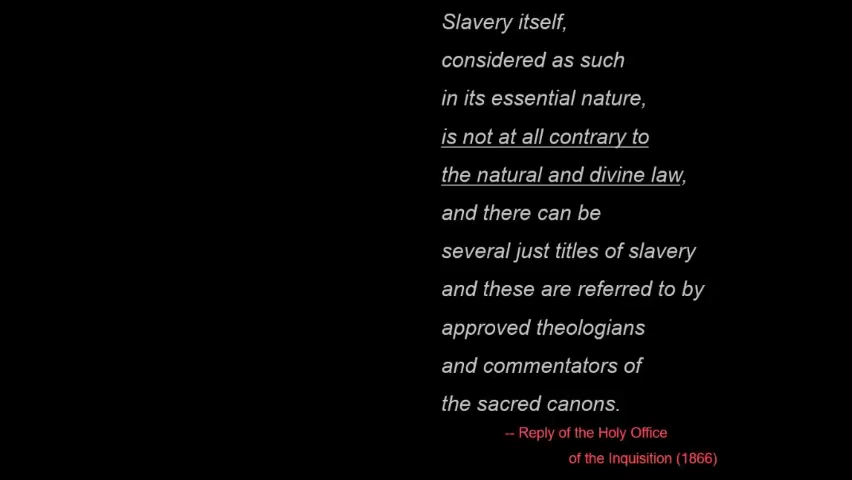 Slavery itself,
considered as such
in its essential nature,
is not at all contrary to
the natural and divine law,
and there can be
several just titles of slavery
and these are referred to by
approved theologians
and commentators of
the sacred canons.
-- Reply of the Holy Office
of the Inquisition (1866)